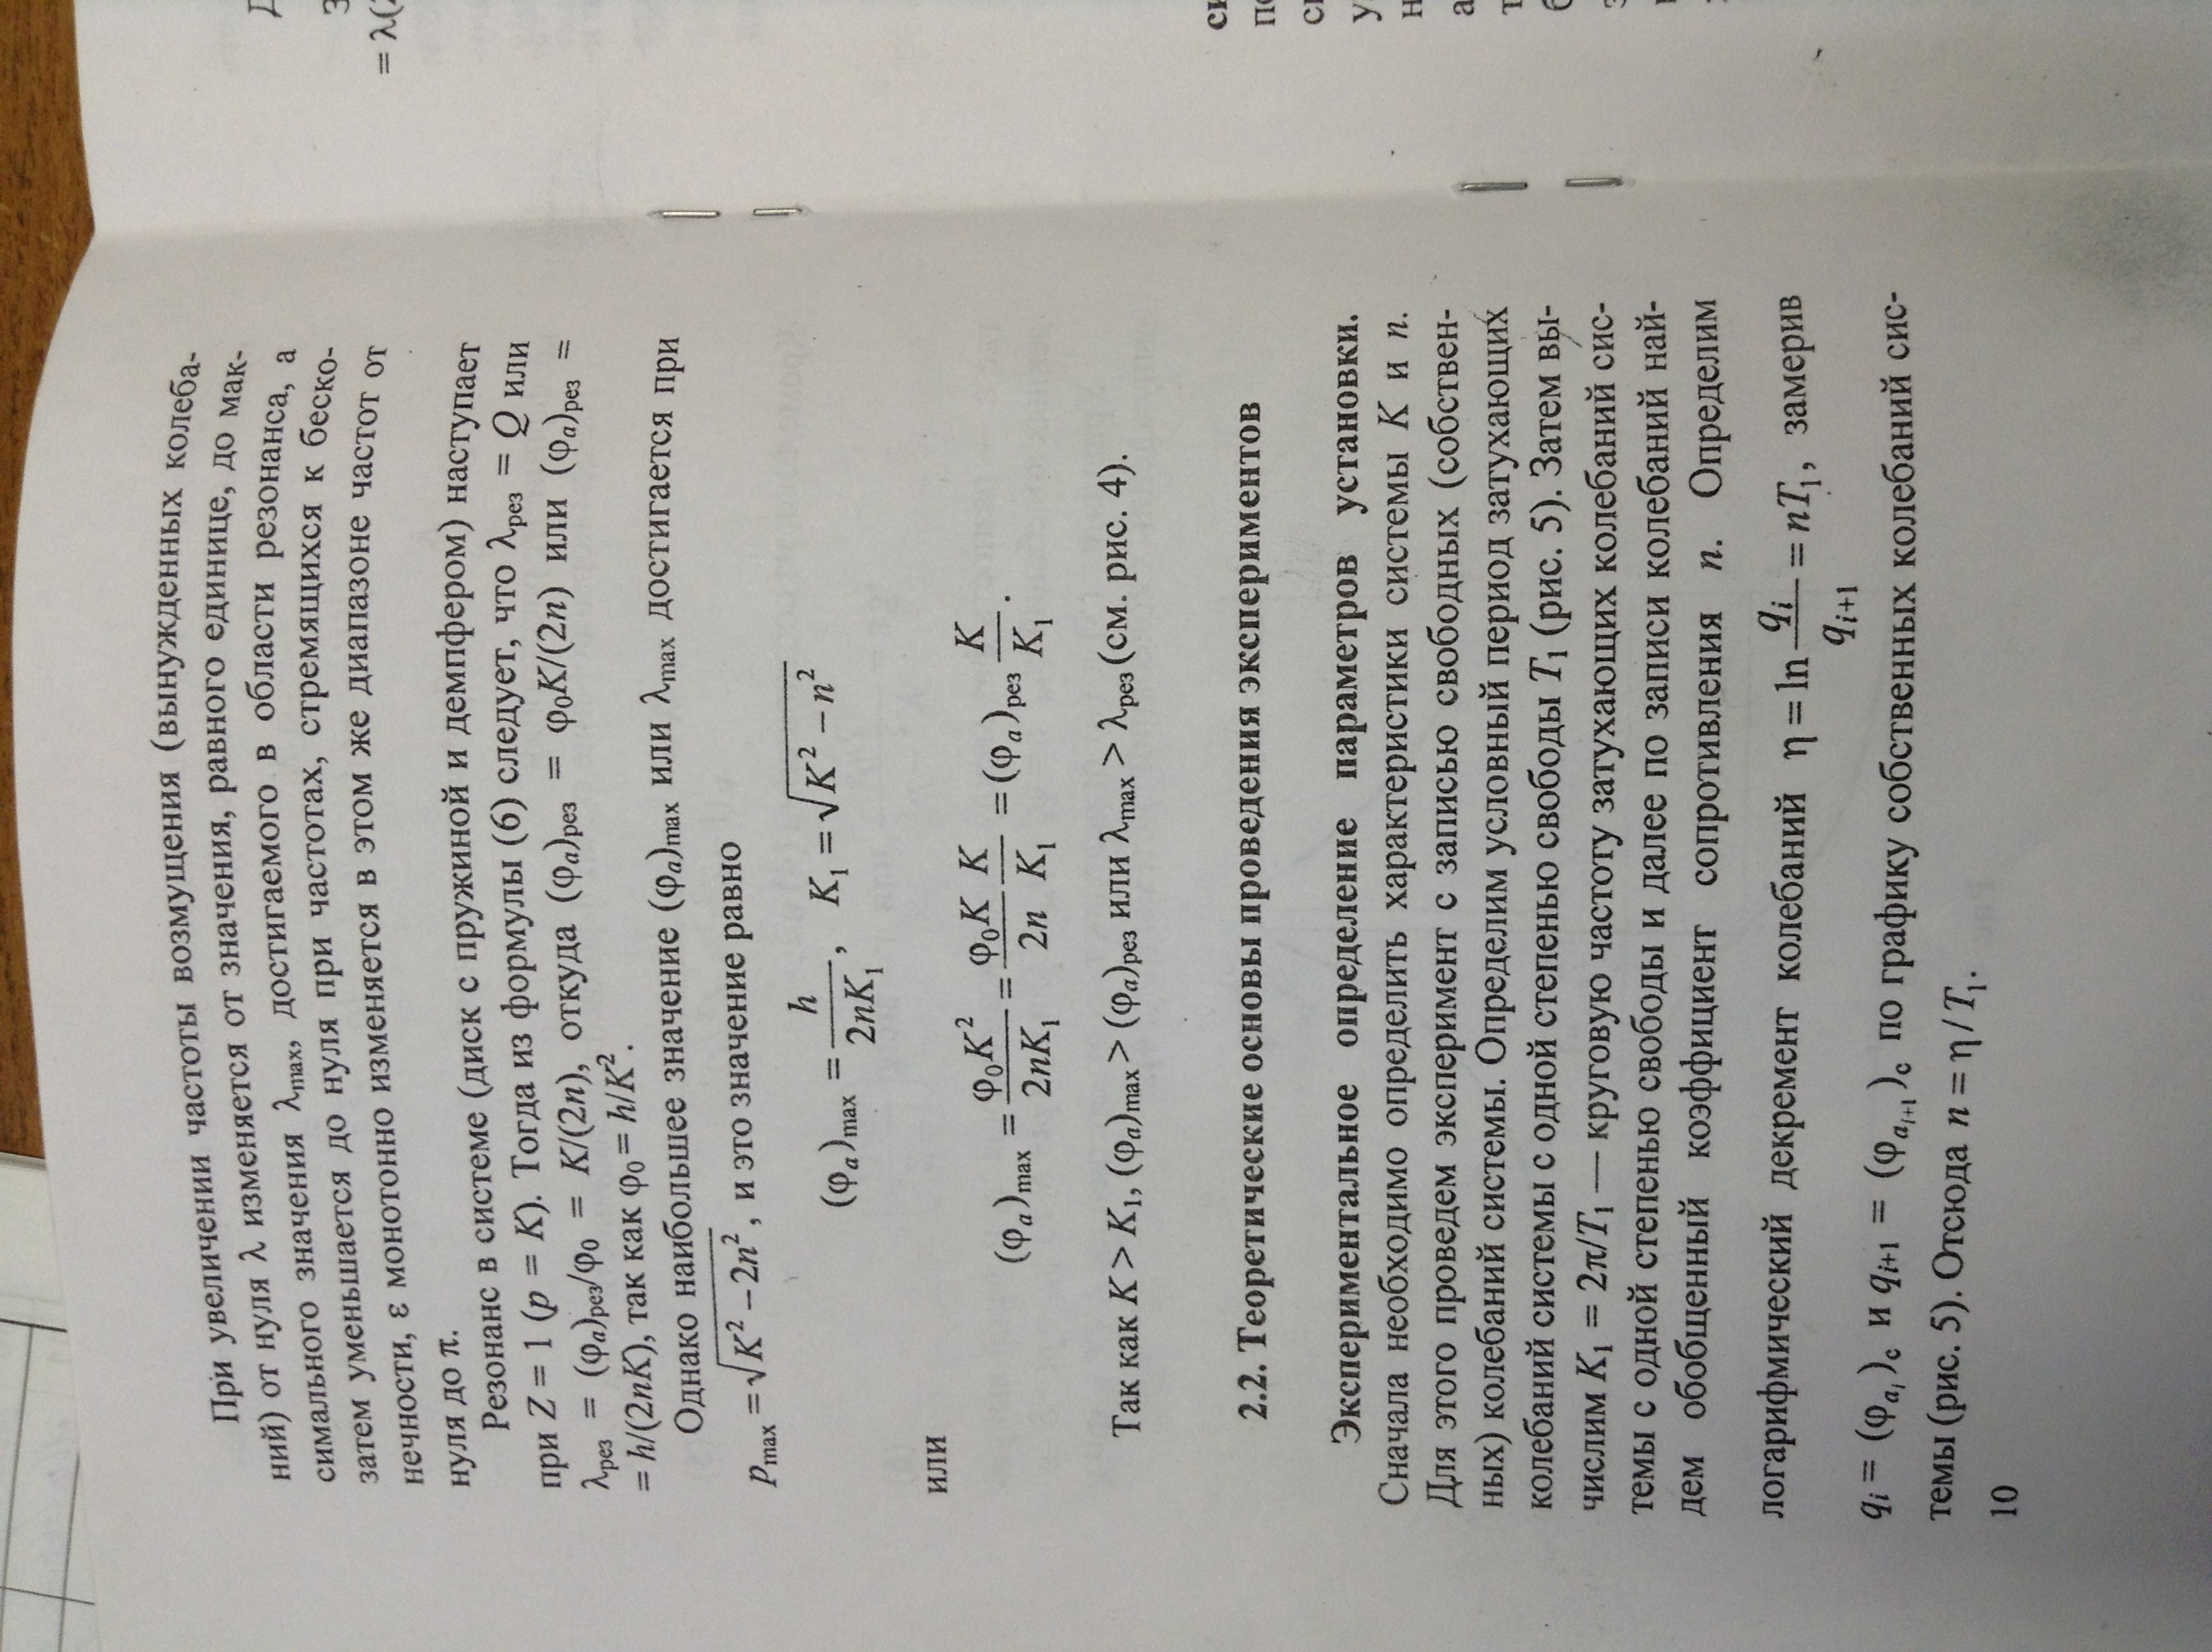 При увеличении частоты возмущения (вынужденных колеба-
ний) от нуля λ изменяется от значения, равного единице, до мак-
симального значения λmax, достигаемого в области резонанса, а
затем уменьшается до нуля при частотах, стремящихся к беско-
нечности, ε монотонно изменяется в этом же диапазоне частот от
нуля до π.
Резонанс в системе (диск с пружиной и демпфером) наступает
при Z = 1 (p = K). Тогда из формулы (6) следует, что λрез = Q или
λрез = (φa)рез/φ0 = K/(2n), откуда (φa)рез = φ0K/(2n) или (φa)рез =
= h/(2nK), так как φ0 = h/K².
Однако наибольшее значение (φa)max или λmax достигается при
pmax = √(K² – 2n²), и это значение равно
(φa)max = h/(2nK1), K1 = √(K² – n²)
или
(φa)max = φ0K²/(2nK1) = φ0K/(2n) K/K1 = (φa)рез K/K1.
Так как K > K1, (φa)max > (φa)рез или λmax > λрез (см. рис. 4).
2.2. Теоретические основы проведения экспериментов
Экспериментальное определение параметров установки.
Сначала необходимо определить характеристики системы K и n.
Для этого проведем эксперимент с записью свободных (собствен-
ных) колебаний системы. Определим условный период затухающих
колебаний системы с одной степенью свободы T1 (рис. 5). Затем вы-
числим K1 = 2π/T1 — круговую частоту затухающих колебаний сис-
темы с одной степенью свободы и далее по записи колебаний най-
дем обобщенный коэффициент сопротивления n. Определим
логарифмический декремент колебаний η = ln qi/qi+1 = nT1, замерив
qi = (φai)c и qi+1 = (φai+1)c по графику собственных колебаний сис-
темы (рис. 5). Отсюда n = η/T1.
10
= λ(